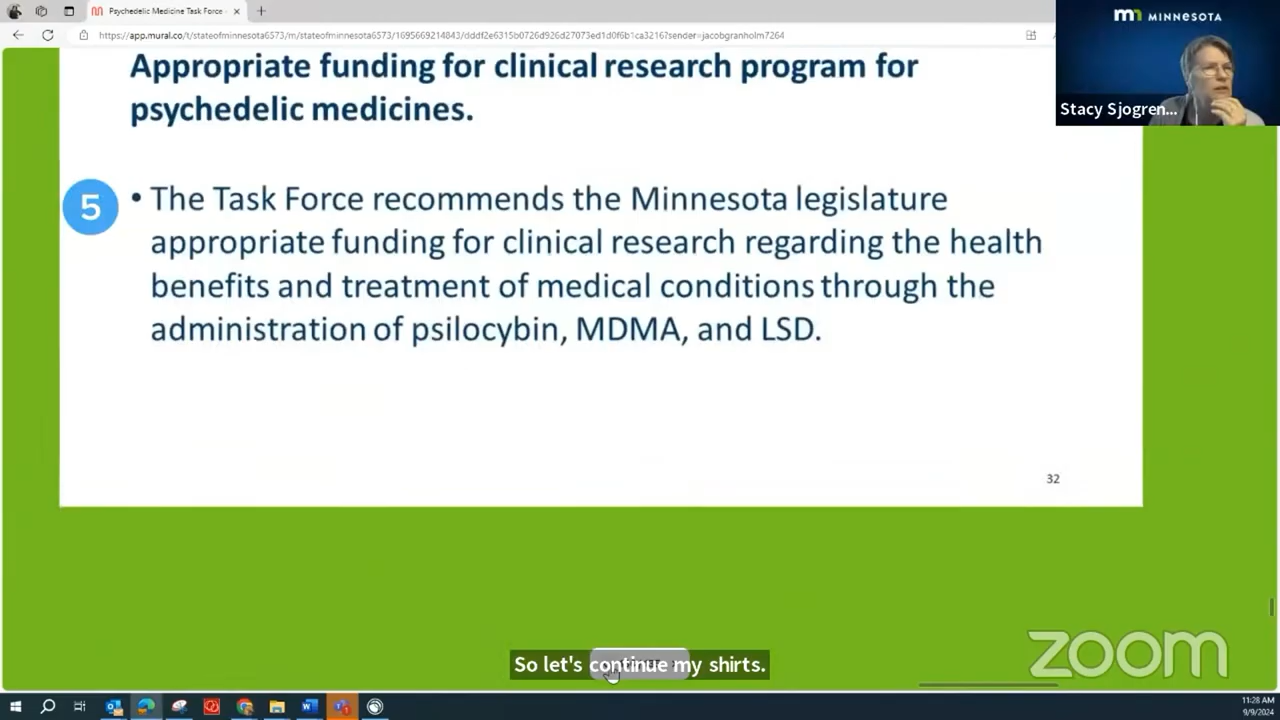 Psychedelic Medicine Task Force -
https://app.mural.co/t/stateofminnesota6573/m/stateofminnesota6573/1695669214843/dddf2e6315b0726d926d27073ed1d0f6b1ca3216?sender=jacobgranholm7264
MINNESOTA
Stacy Sjogren...
Appropriate funding for clinical research program for
psychedelic medicines.
5
• The Task Force recommends the Minnesota legislature
appropriate funding for clinical research regarding the health
benefits and treatment of medical conditions through the
administration of psilocybin, MDMA, and LSD.
32
So let's continue my shirts.
zoom
11:28 AM
9/9/2024